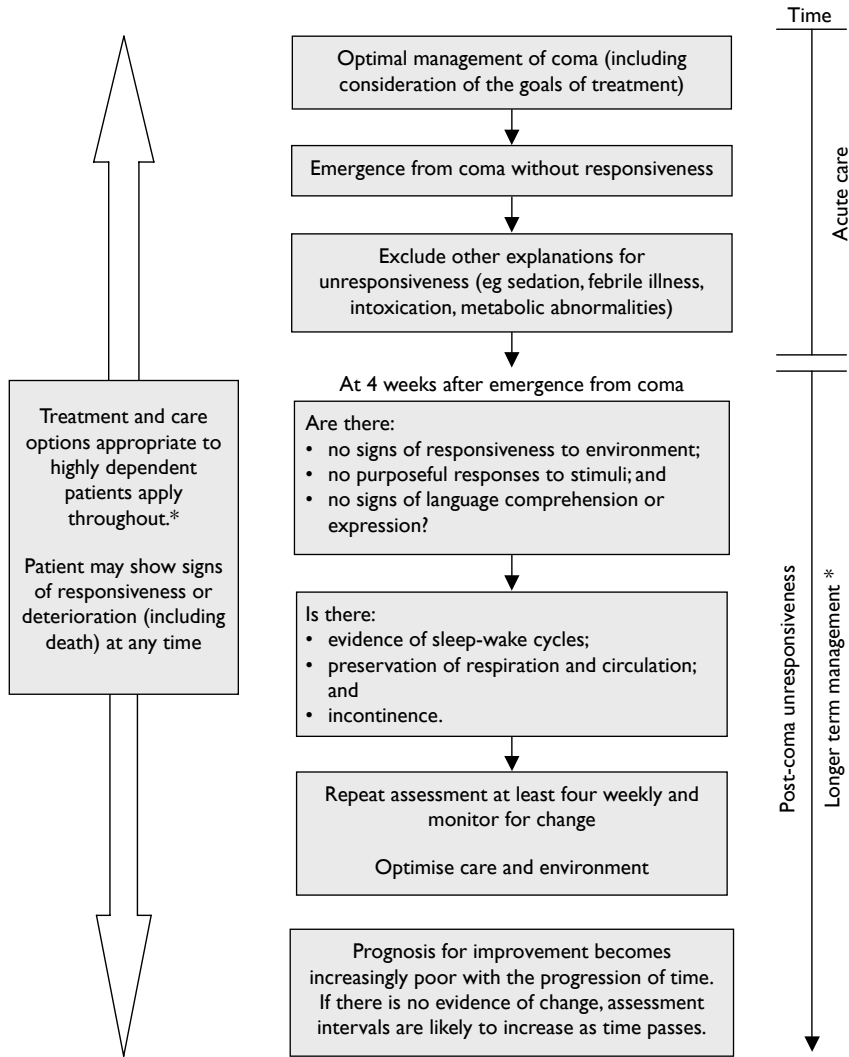 Time
Optimal management of coma (including
consideration of the goals of treatment)
Emergence from coma without responsiveness
Exclude other explanations for
unresponsiveness (eg sedation, febrile illness,
intoxication, metabolic abnormalities)
Acute care
At 4 weeks after emergence from coma
Treatment and care
options appropriate to
highly dependent
patients apply
throughout.*
Patient may show signs
of responsiveness or
deterioration (including
death) at any time
Are there:
• no signs of responsiveness to environment;
• no purposeful responses to stimuli; and
• no signs of language comprehension or
expression?
Is there:
• evidence of sleep-wake cycles;
• preservation of respiration and circulation;
and
• incontinence.
Repeat assessment at least four weekly and
monitor for change
Optimise care and environment
Prognosis for improvement becomes
increasingly poor with the progression of time.
If there is no evidence of change, assessment
intervals are likely to increase as time passes.
Post-coma unresponsiveness
Longer term management *